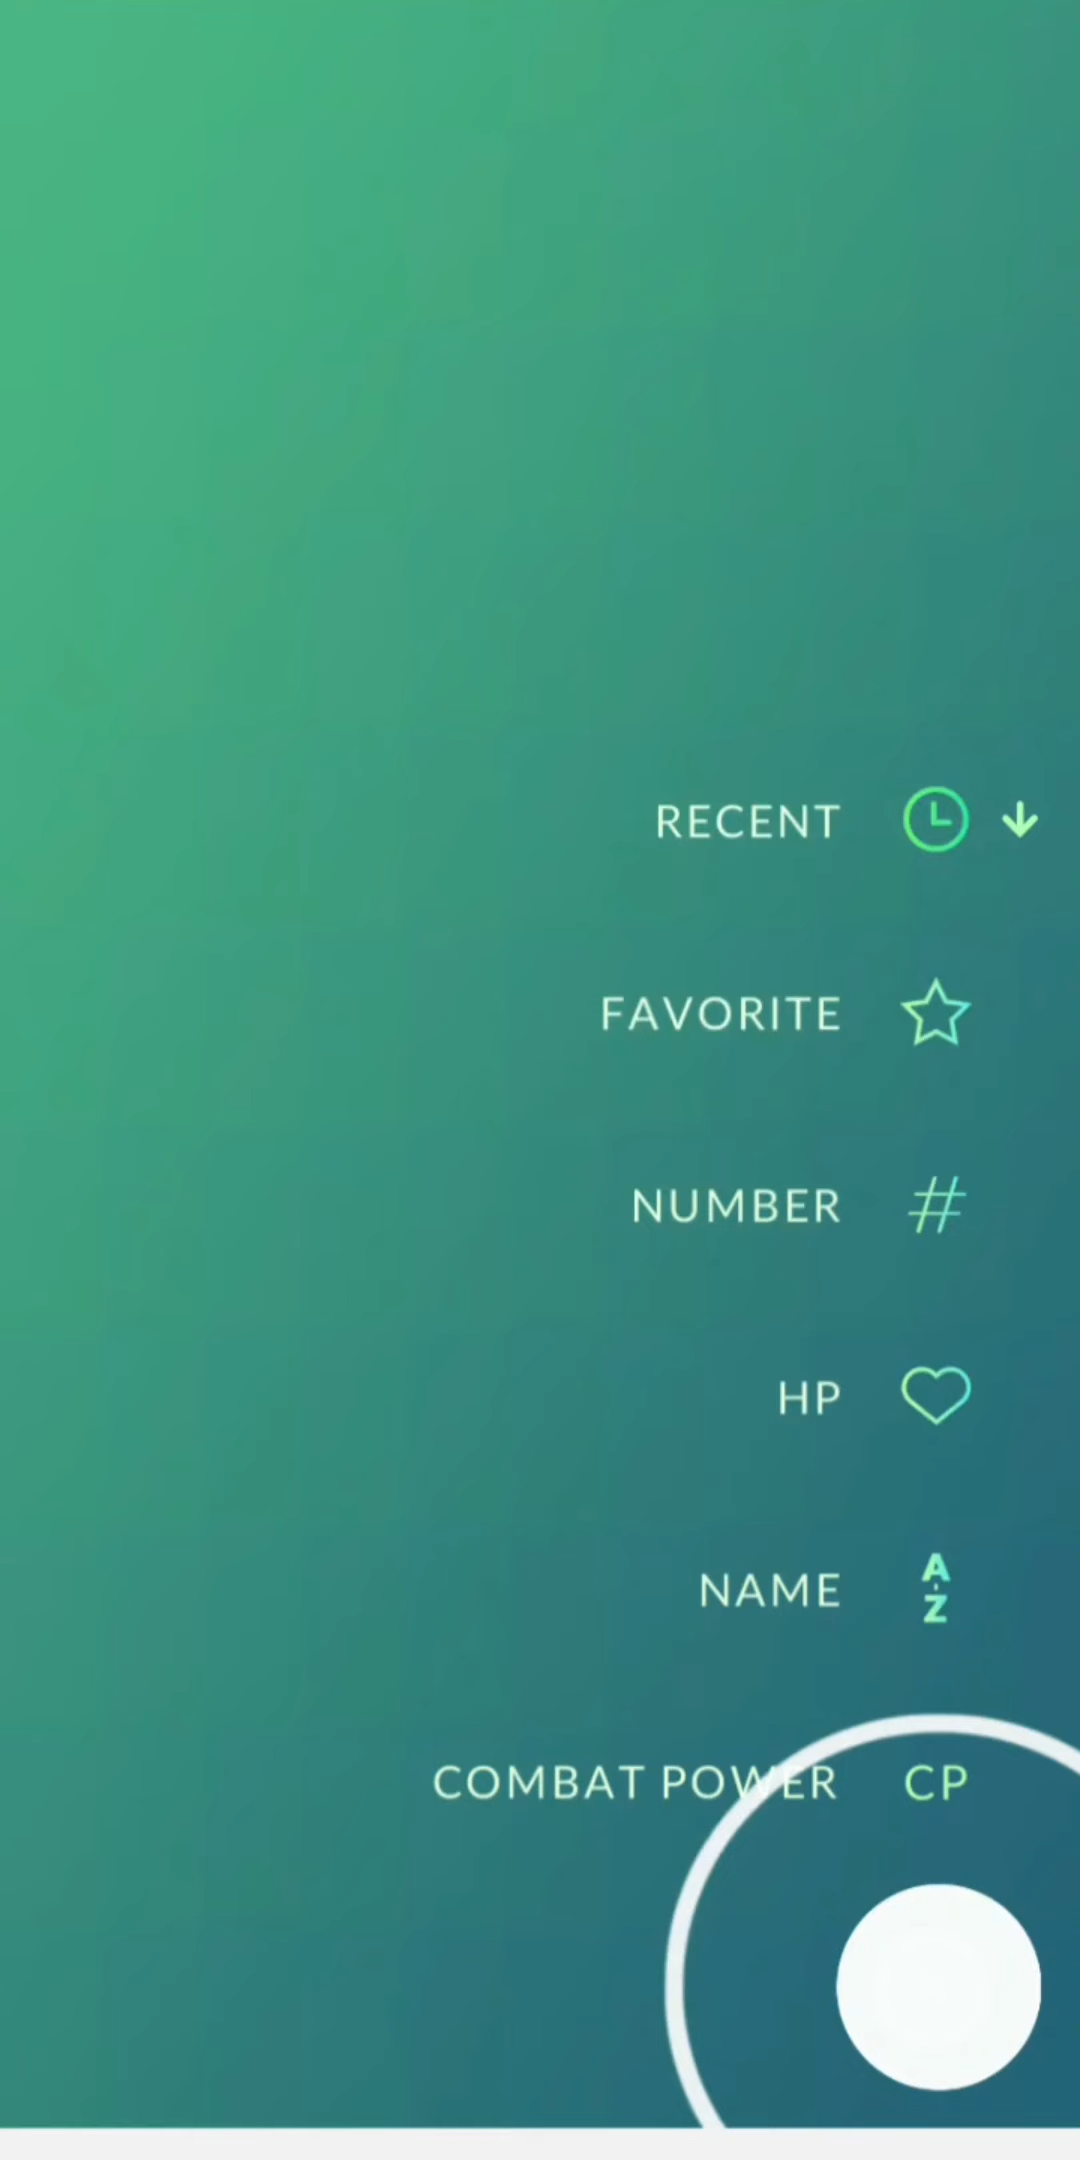 RECENT
FAVORITE
NUMBER
HP
NAME
A
Z
COMBAT POWER CP